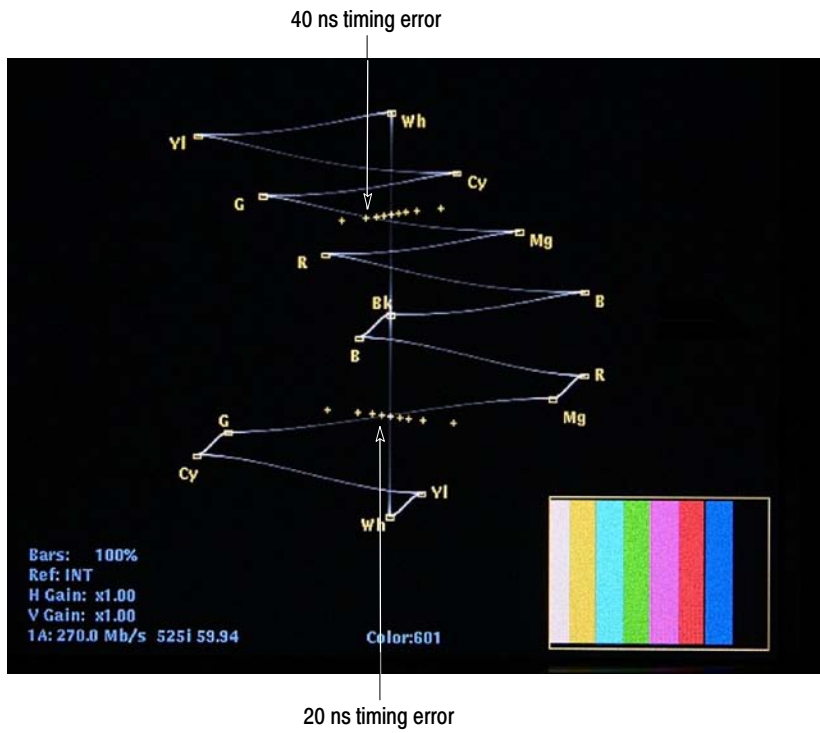 40 ns timing error
Wh
Yl
Cy
G
Mg
R
B
Bk
B
R
G
Mg
Cy
Yl
Wh
Bars: 100%
Ref: INT
H Gain: x1.00
V Gain: x1.00
1A: 270.0 Mb/s 525i 59.94
Color:601
20 ns timing error